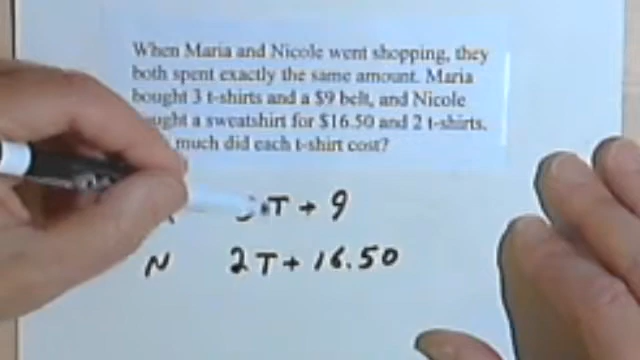 When Maria and Nicole went shopping, they
both spent exactly the same amount. Maria
bought 3 t-shirts and a $9 belt, and Nicole
a sweatshirt for $16.50 and 2 t-shirts.
much did each t-shirt cost?
T + 9
N 2T + 16.50